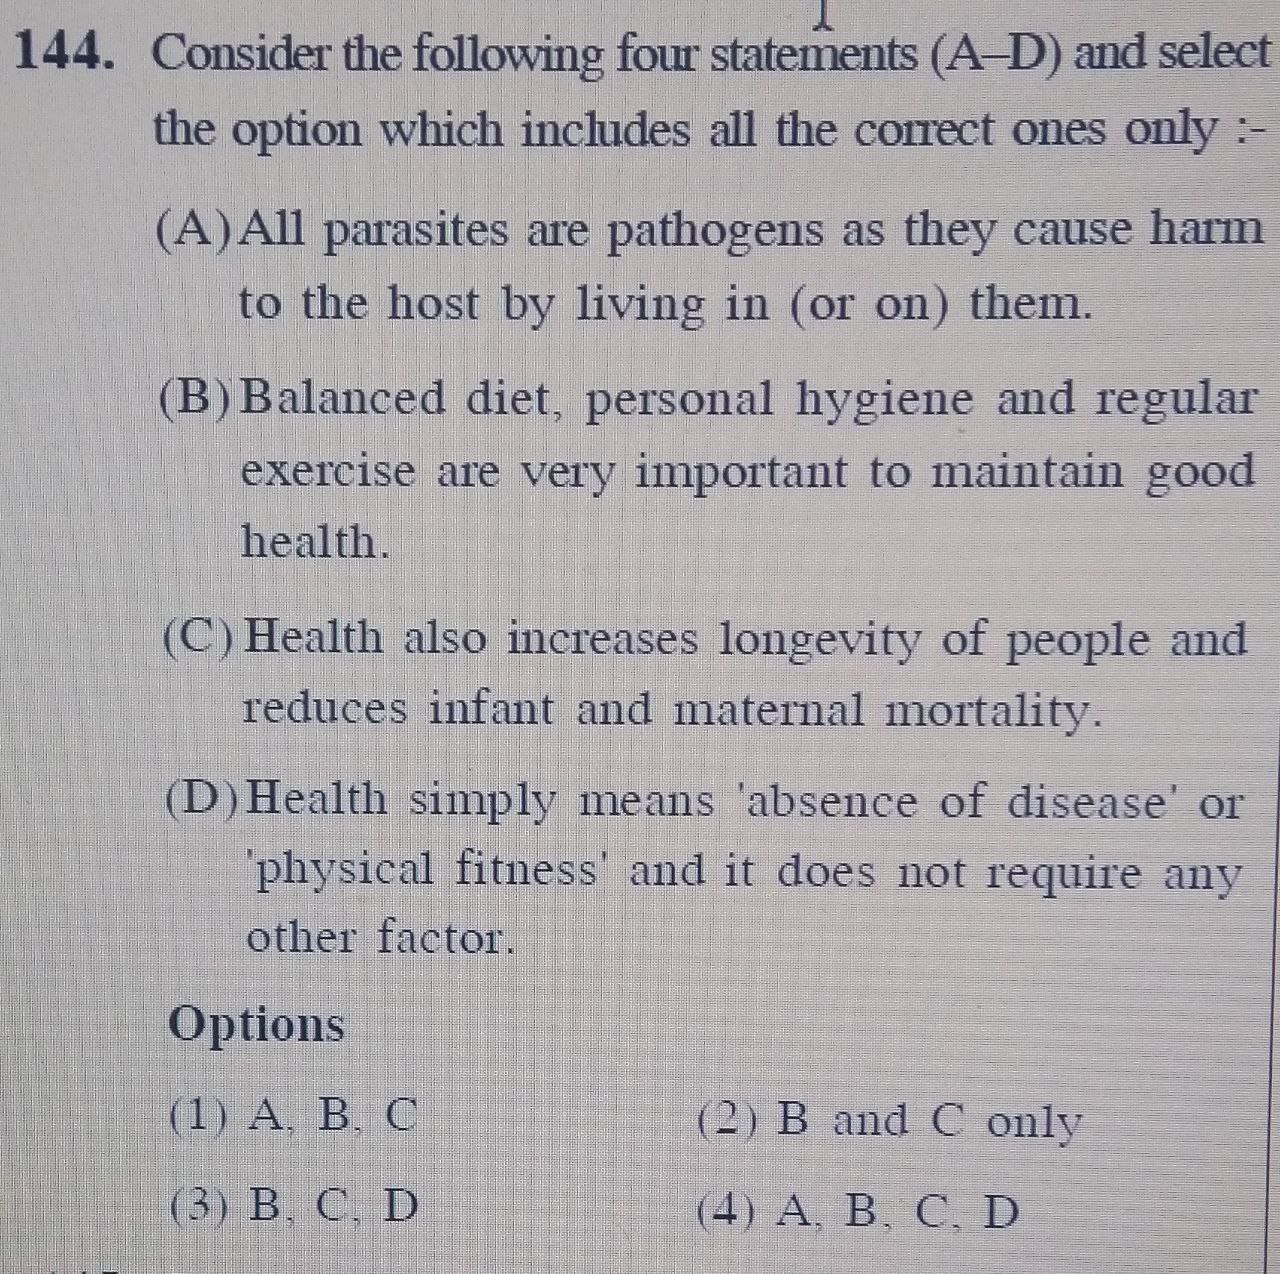 144. Consider the following four statements (A–D) and select
the option which includes all the correct ones only :-
(A) All parasites are pathogens as they cause harm
to the host by living in (or on) them.
(B) Balanced diet, personal hygiene and regular
exercise are very important to maintain good
health.
(C) Health also increases longevity of people and
reduces infant and maternal mortality.
(D) Health simply means 'absence of disease' or
'physical fitness' and it does not require any
other factor.
Options
(1) A, B, C (2) B and C only
(3) B, C, D (4) A, B, C, D